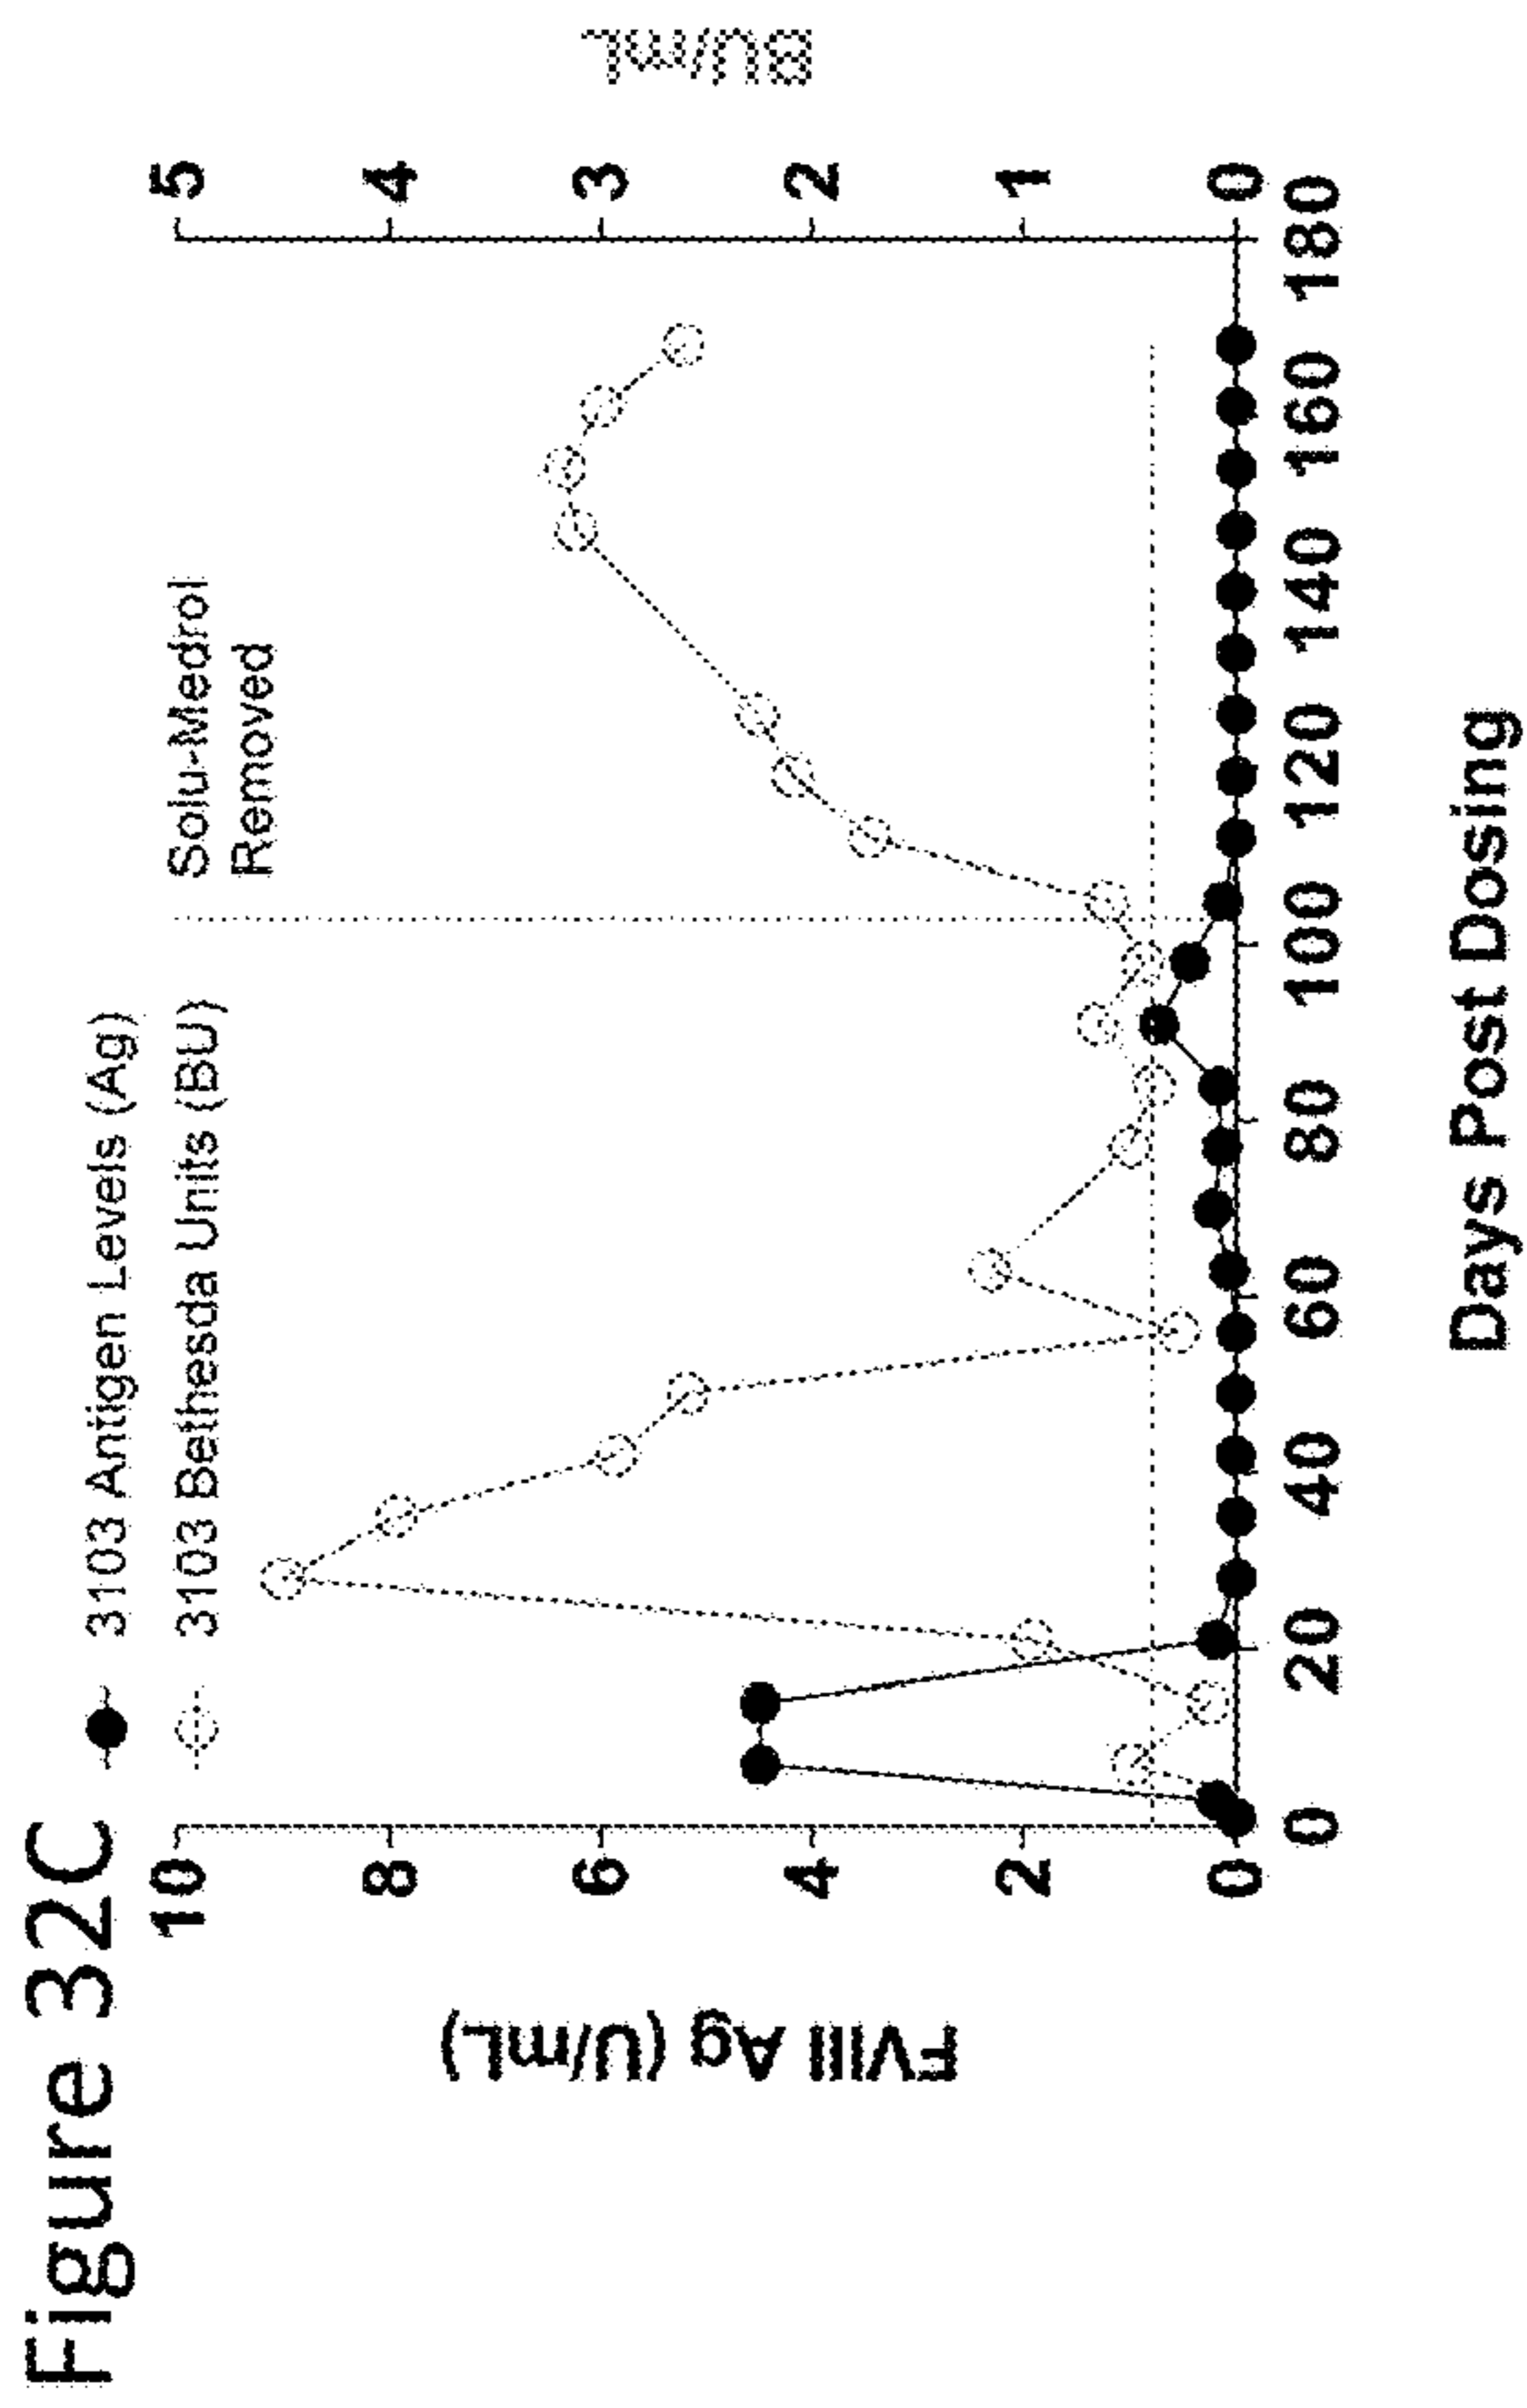 Figure 32C
3103 Antigen Levels (Ag)
3103 Bethesda Units (BU)
Solu-Medrol
Removed
FVIII Ag (U/mL)
10
8
6
4
2
0
BU/mL
5
4
3
2
1
0
0 20 40 60 80 100 120 140 160 180
Days Post Dosing